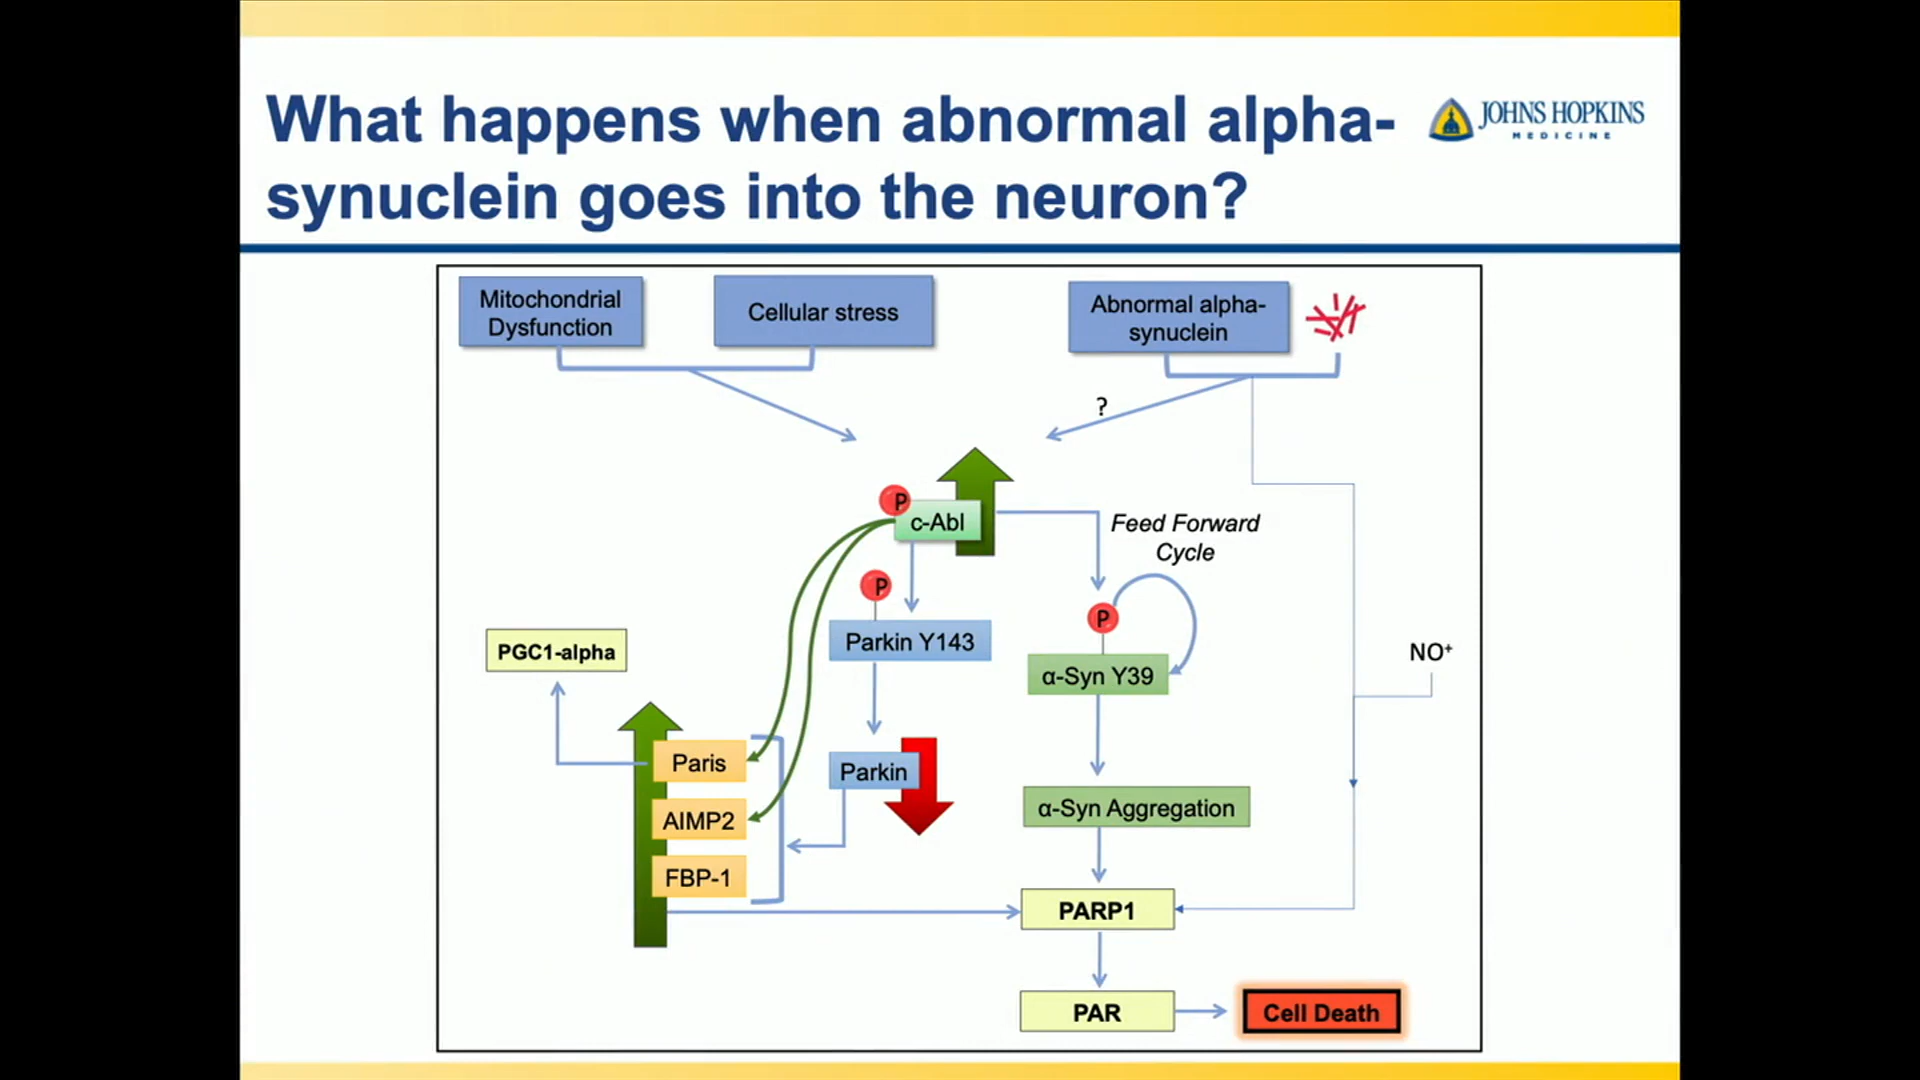 What happens when abnormal alpha-
synuclein goes into the neuron?
JOHNS HOPKINS
MEDICINE
Mitochondrial
Dysfunction
Cellular stress
Abnormal alpha-
synuclein
?
P
c-Abl
Feed Forward
Cycle
P
P
Parkin Y143
PGC1-alpha
α-Syn Y39
NO⁺
Paris
Parkin
AIMP2
α-Syn Aggregation
FBP-1
PARP1
PAR
Cell Death